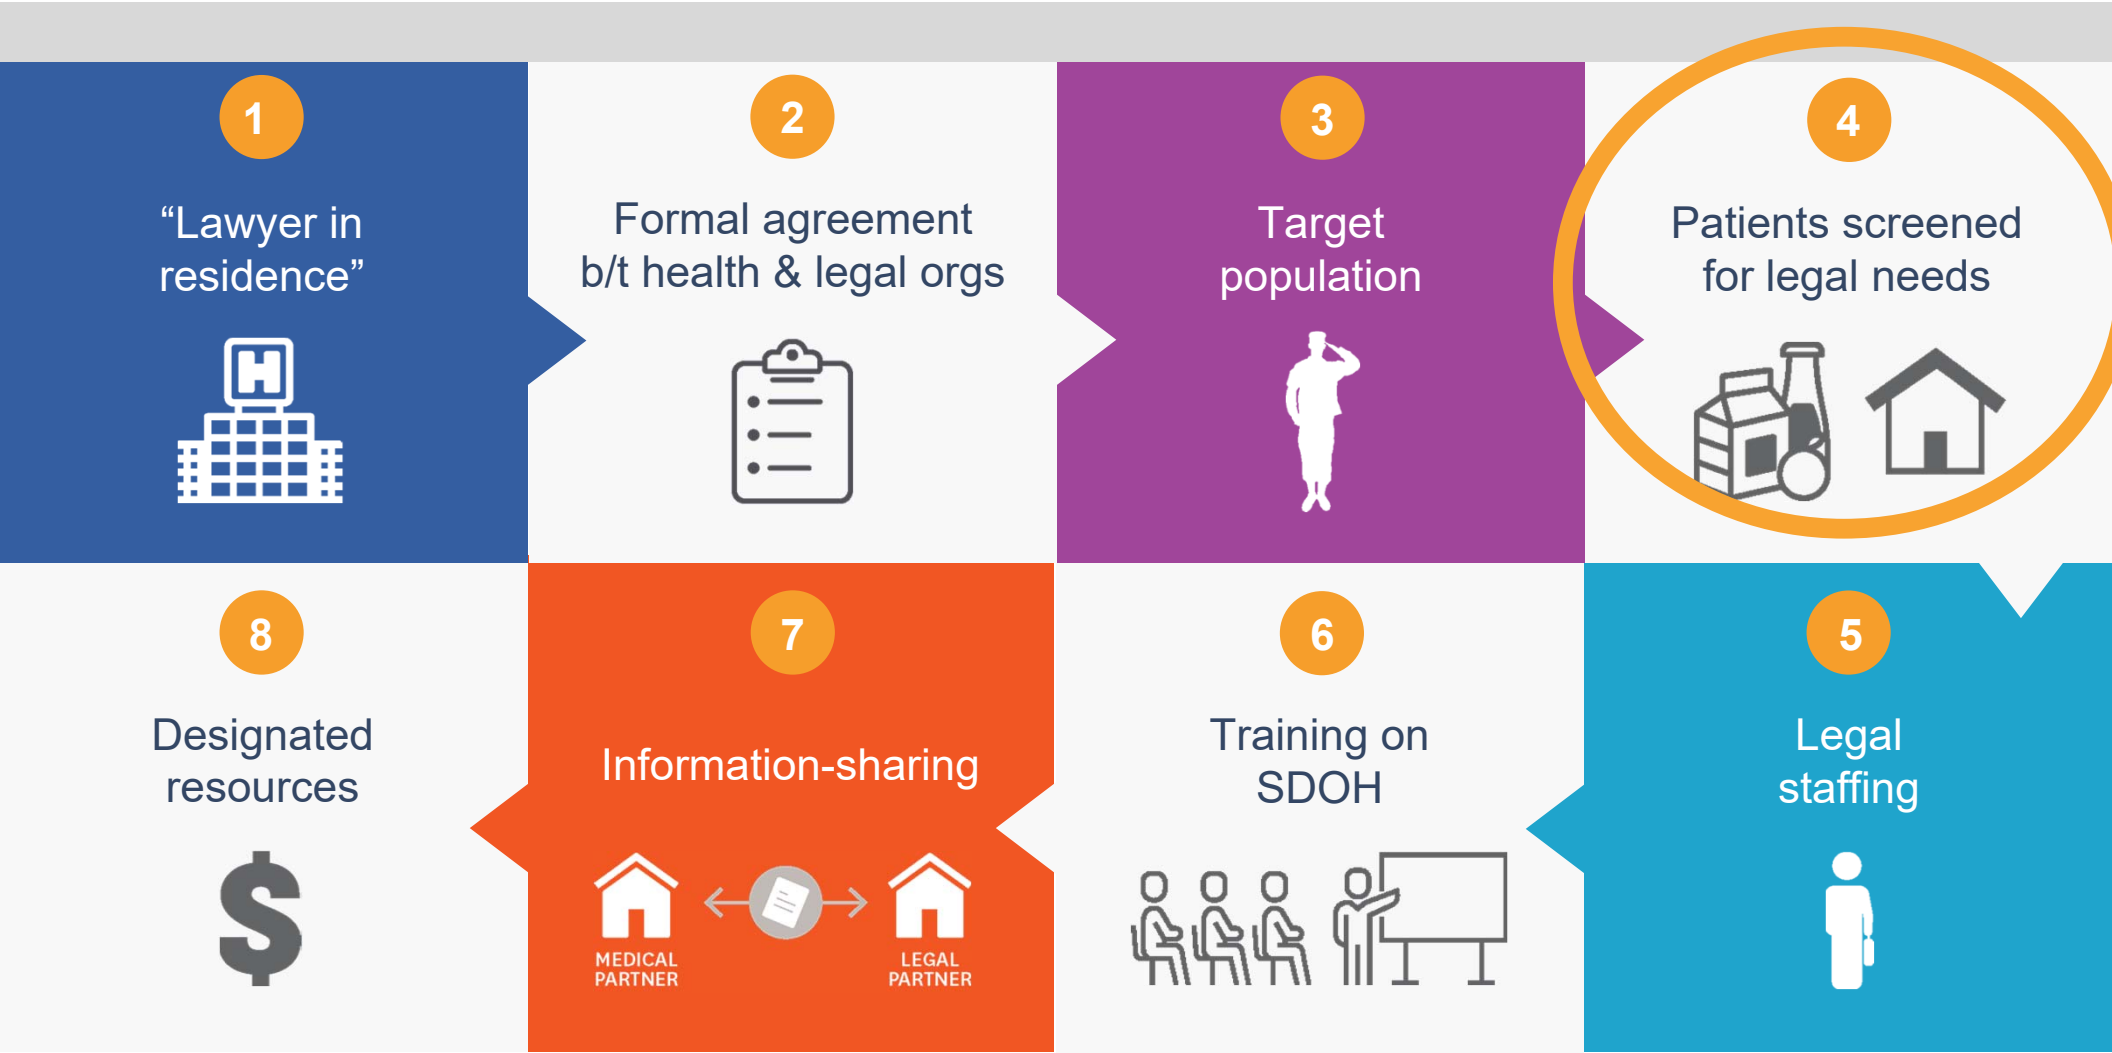 1
“Lawyer in
residence”
H
2
Formal agreement
b/t health & legal orgs
3
Target
population
4
Patients screened
for legal needs
5
Legal
staffing
6
Training on
SDOH
7
Information-sharing
MEDICAL
PARTNER
LEGAL
PARTNER
8
Designated
resources
$